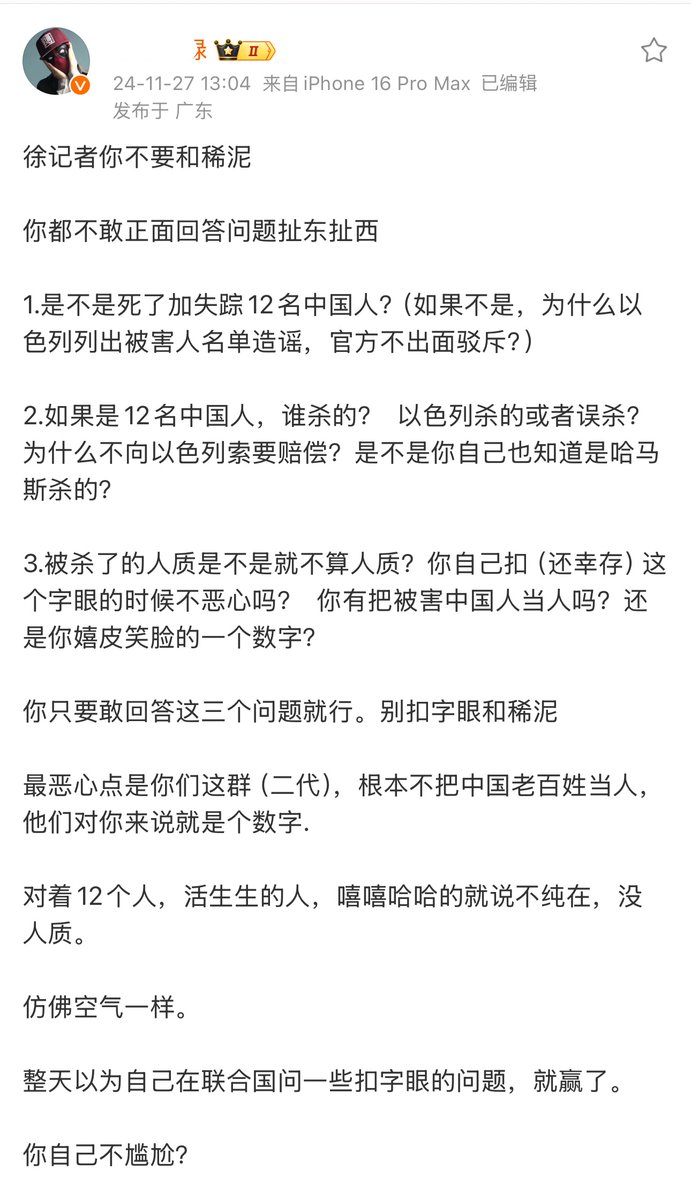 II
24-11-27 13:04 来自 iPhone 16 Pro Max 已编辑
发布于 广东
徐记者你不要和稀泥
你都不敢正面回答问题扯东扯西
1.是不是死了加失踪12名中国人？（如果不是，为什么以
色列列出被害人名单造谣，官方不出面驳斥？）
2.如果是12名中国人，谁杀的？ 以色列杀的或者误杀？
为什么不向以色列索要赔偿？是不是你自己也知道是哈马
斯杀的？
3.被杀了的人质是不是就不算人质？你自己扣（还幸存）这
个字眼的时候不恶心吗？ 你有把被害中国人当人吗？还
是你嬉皮笑脸的一个数字？
你只要敢回答这三个问题就行。别扣字眼和稀泥
最恶心点是你们这群（二代），根本不把中国老百姓当人，
他们对你来说就是个数字.
对着12个人，活生生的人，嘻嘻哈哈的就说不纯在，没
人质。
仿佛空气一样。
整天以为自己在联合国问一些扣字眼的问题，就赢了。
你自己不尴尬？